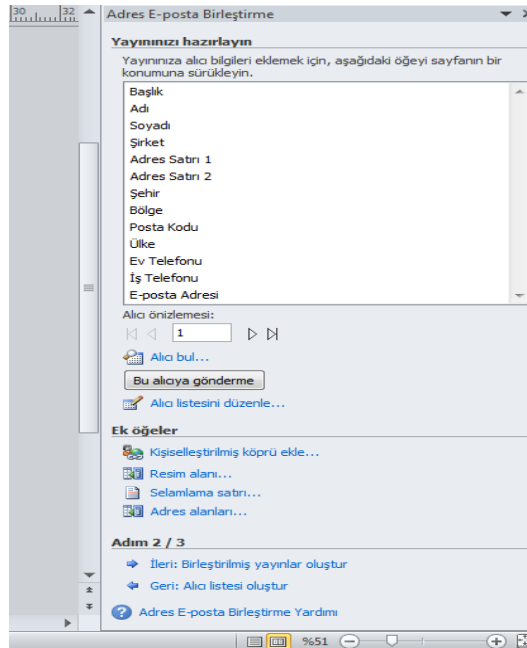 30 32
Adres E-posta Birleştirme
Yayınınızı hazırlayın
Yayınınıza alıcı bilgileri eklemek için, aşağıdaki öğeyi sayfanın bir
konumuna sürükleyin.
Başlık
Adı
Soyadı
Şirket
Adres Satırı 1
Adres Satırı 2
Şehir
Bölge
Posta Kodu
Ülke
Ev Telefonu
İş Telefonu
E-posta Adresi
Alıcı önizlemesi:
1
Alıcı bul...
Bu alıcıya gönderme
Alıcı listesini düzenle...
Ek öğeler
Kişiselleştirilmiş köprü ekle...
Resim alanı...
Selamlama satırı...
Adres alanları...
Adım 2 / 3
İleri: Birleştirilmiş yayınlar oluştur
Geri: Alıcı listesi oluştur
Adres E-posta Birleştirme Yardımı
%51